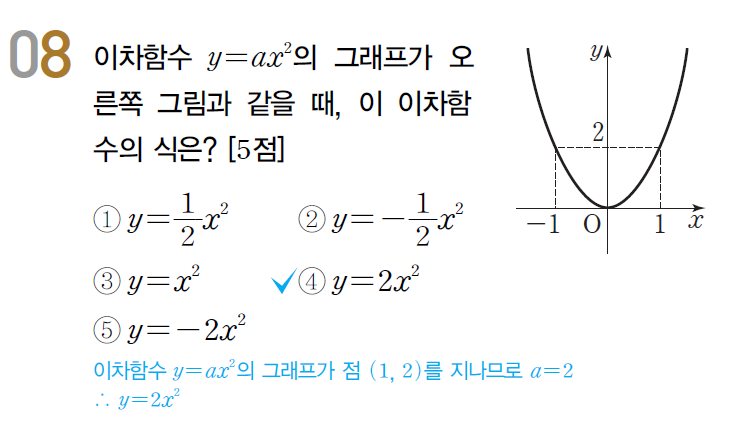 08
이차함수 y=ax²의 그래프가 오
른쪽 그림과 같을 때, 이 이차함
수의 식은? [5점]
① y=1/2x² ② y=-1/2x²
③ y=x² ④ y=2x²
⑤ y=-2x²
이차함수 y=ax²의 그래프가 점 (1, 2)를 지나므로 a=2
∴ y=2x²
y
2
-1 O 1 x